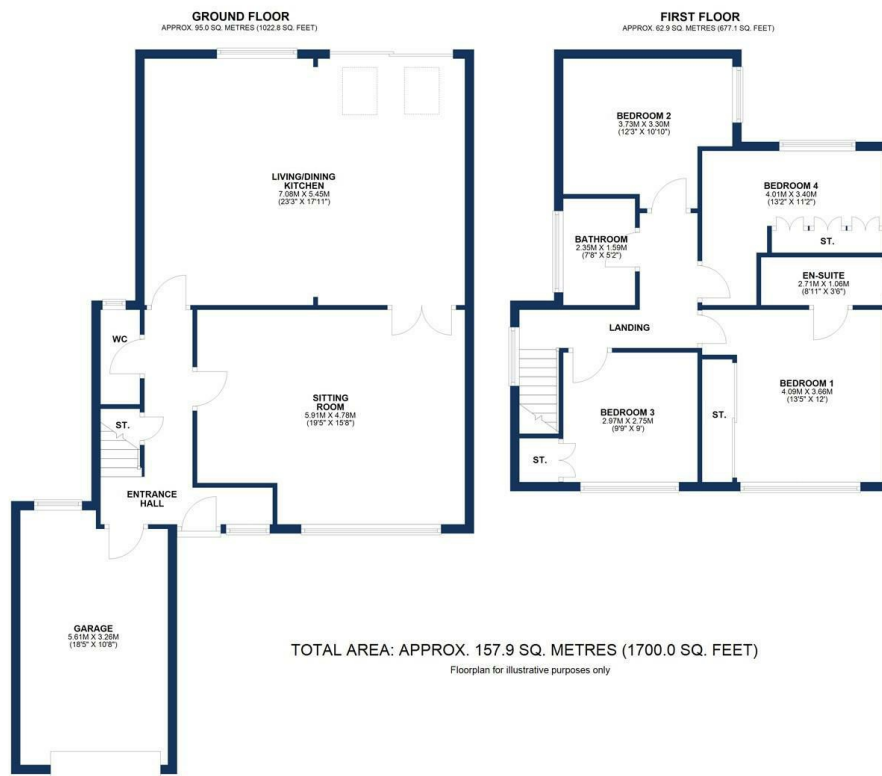 GROUND FLOOR
APPROX. 95.0 SQ. METRES (1022.8 SQ. FEET)
LIVING/DINING
KITCHEN
7.08M X 5.45M
(23'3" X 17'11")
WC
ST.
SITTING
ROOM
5.91M X 4.78M
(19'5" X 15'8")
ENTRANCE
HALL
GARAGE
5.61M X 3.26M
(18'5" X 10'8")
FIRST FLOOR
APPROX. 62.9 SQ. METRES (677.1 SQ. FEET)
BEDROOM 2
3.73M X 3.30M
(12'3" X 10'10")
BEDROOM 4
4.01M X 3.40M
(13'2" X 11'2")
ST.
BATHROOM
2.35M X 1.59M
(7'8" X 5'2")
EN-SUITE
2.71M X 1.06M
(8'11" X 3'6")
LANDING
BEDROOM 1
4.09M X 3.66M
(13'5" X 12')
ST.
BEDROOM 3
2.97M X 2.75M
(9'9" X 9')
ST.
TOTAL AREA: APPROX. 157.9 SQ. METRES (1700.0 SQ. FEET)
Floorplan for illustrative purposes only